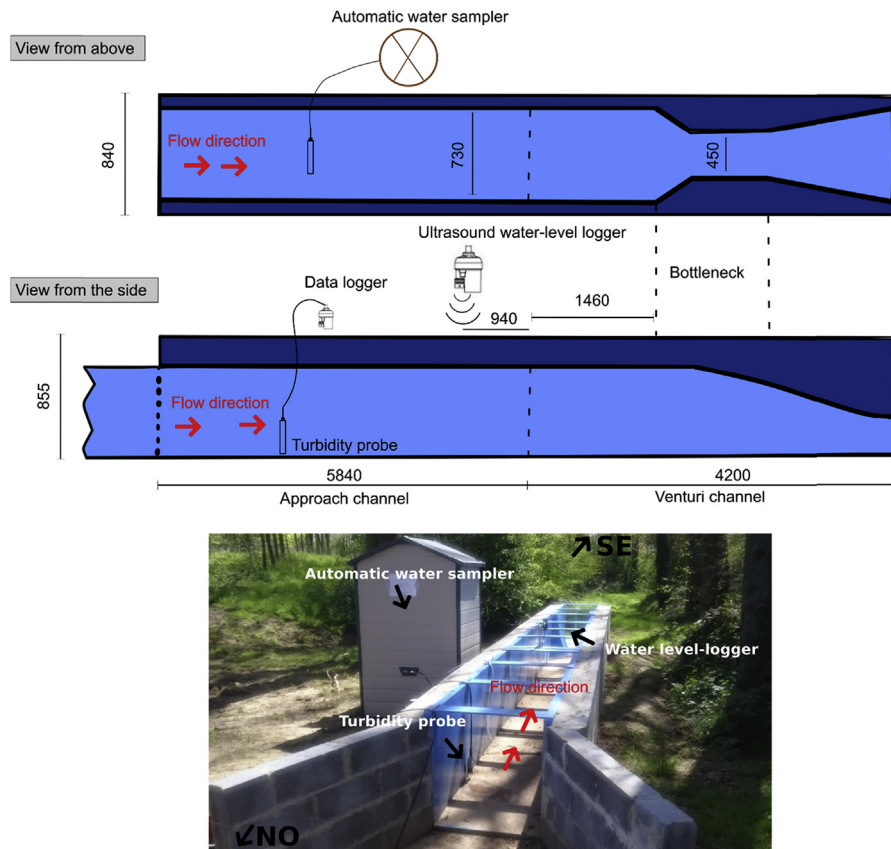 Automatic water sampler
View from above
Flow direction
840
730
450
Ultrasound water-level logger
Bottleneck
View from the side
Data logger
1460
940
855
Flow direction
Turbidity probe
5840
4200
Approach channel
Venturi channel
SE
Automatic water sampler
Water level-logger
Flow direction
Turbidity probe
NO